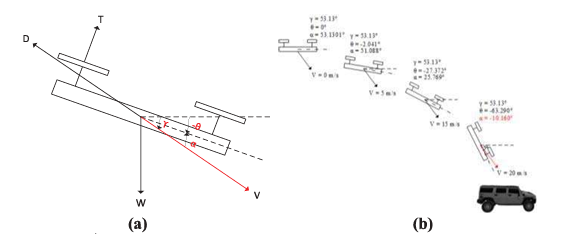 T
D
γ
-θ
α
V
W
(a)
γ = 53.13°
θ = 0°
α = 53.1301°
V = 0 m/s
γ = 53.13°
θ = -2.041°
α = 51.088°
V = 5 m/s
γ = 53.13°
θ = -27.372°
α = 25.769°
V = 15 m/s
γ = 53.13°
θ = -63.290°
α = -10.160°
V = 20 m/s
(b)